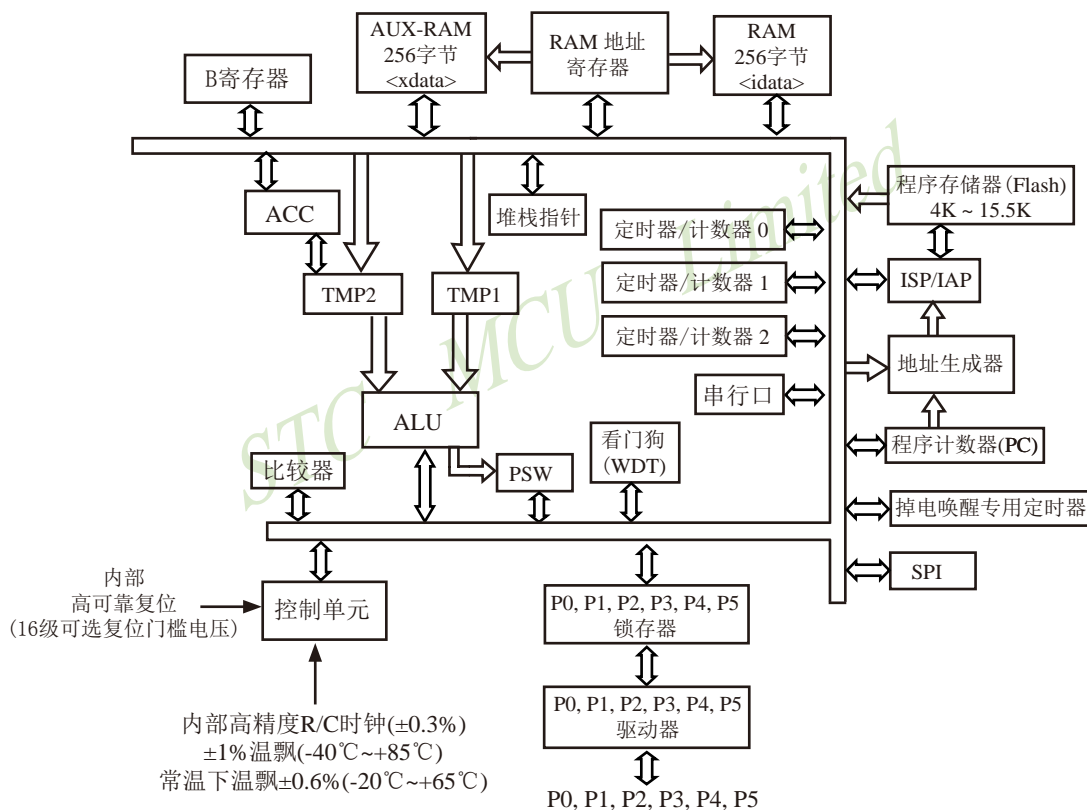 AUX-RAM
256字节
<xdata>
RAM 地址
寄存器
RAM
256字节
<idata>
B寄存器
ACC
堆栈指针
程序存储器(Flash)
4K ~ 15.5K
定时器/计数器 0
TMP2
TMP1
定时器/计数器 1
ISP/IAP
定时器/计数器 2
地址生成器
串行口
ALU
看门狗
(WDT)
程序计数器(PC)
比较器
PSW
掉电唤醒专用定时器
SPI
内部
高可靠复位
(16级可选复位门槛电压)
控制单元
P0, P1, P2, P3, P4, P5
锁存器
内部高精度R/C时钟(±0.3%)
±1%温飘(-40℃~+85℃)
常温下温飘±0.6%(-20℃~+65℃)
P0, P1, P2, P3, P4, P5
驱动器
P0, P1, P2, P3, P4, P5
STC MCU Limited